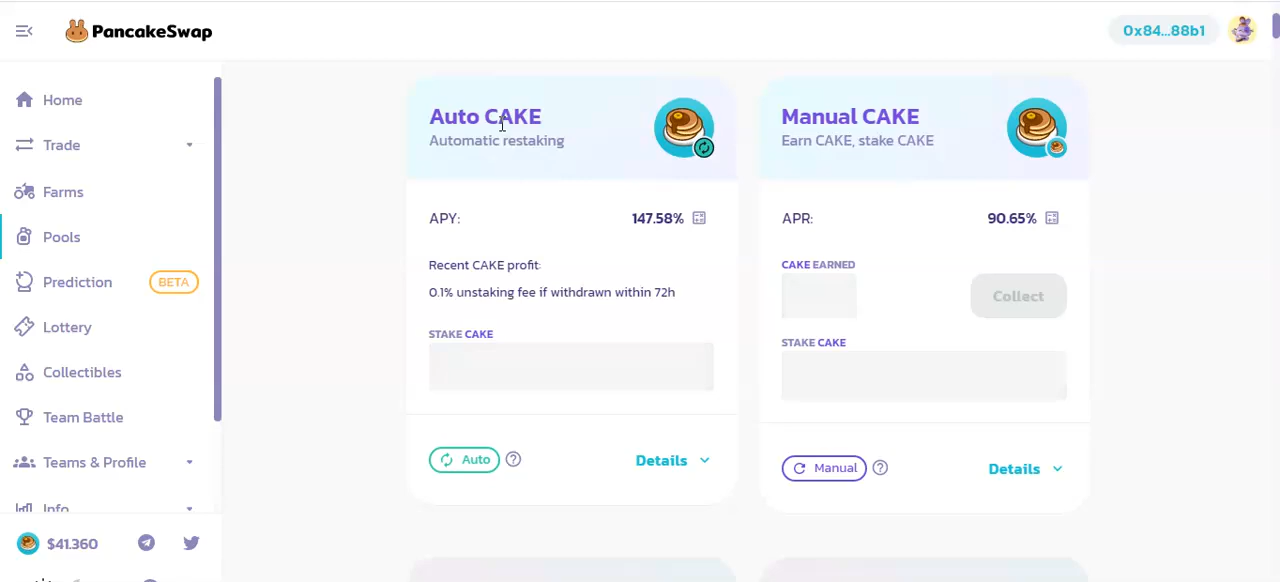 PancakeSwap
0x84...88b1
Home
Trade
Farms
Pools
Prediction BETA
Lottery
Collectibles
Team Battle
Teams & Profile
Info
$41.360
Auto CAKE
Automatic restaking
APY: 147.58%
Recent CAKE profit:
0.1% unstaking fee if withdrawn within 72h
STAKE CAKE
Auto
Details
Manual CAKE
Earn CAKE, stake CAKE
APR: 90.65%
CAKE EARNED
Collect
STAKE CAKE
Manual
Details